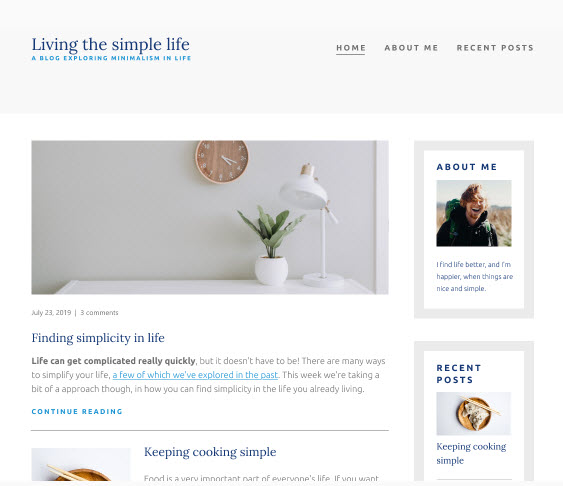 Living the simple life
A BLOG EXPLORING MINIMALISM IN LIFE
HOME ABOUT ME RECENT POSTS
July 23, 2019 | 3 comments
Finding simplicity in life
Life can get complicated really quickly, but it doesn't have to be! There are many ways
to simplify your life, a few of which we've explored in the past. This week we're taking a
bit of a approach though, in how you can find simplicity in the life you already living.
CONTINUE READING
Keeping cooking simple
Food is a very important part of everyone's life. If you want
ABOUT ME
I find life better, and I'm
happier, when things are
nice and simple.
RECENT
POSTS
Keeping cooking
simple